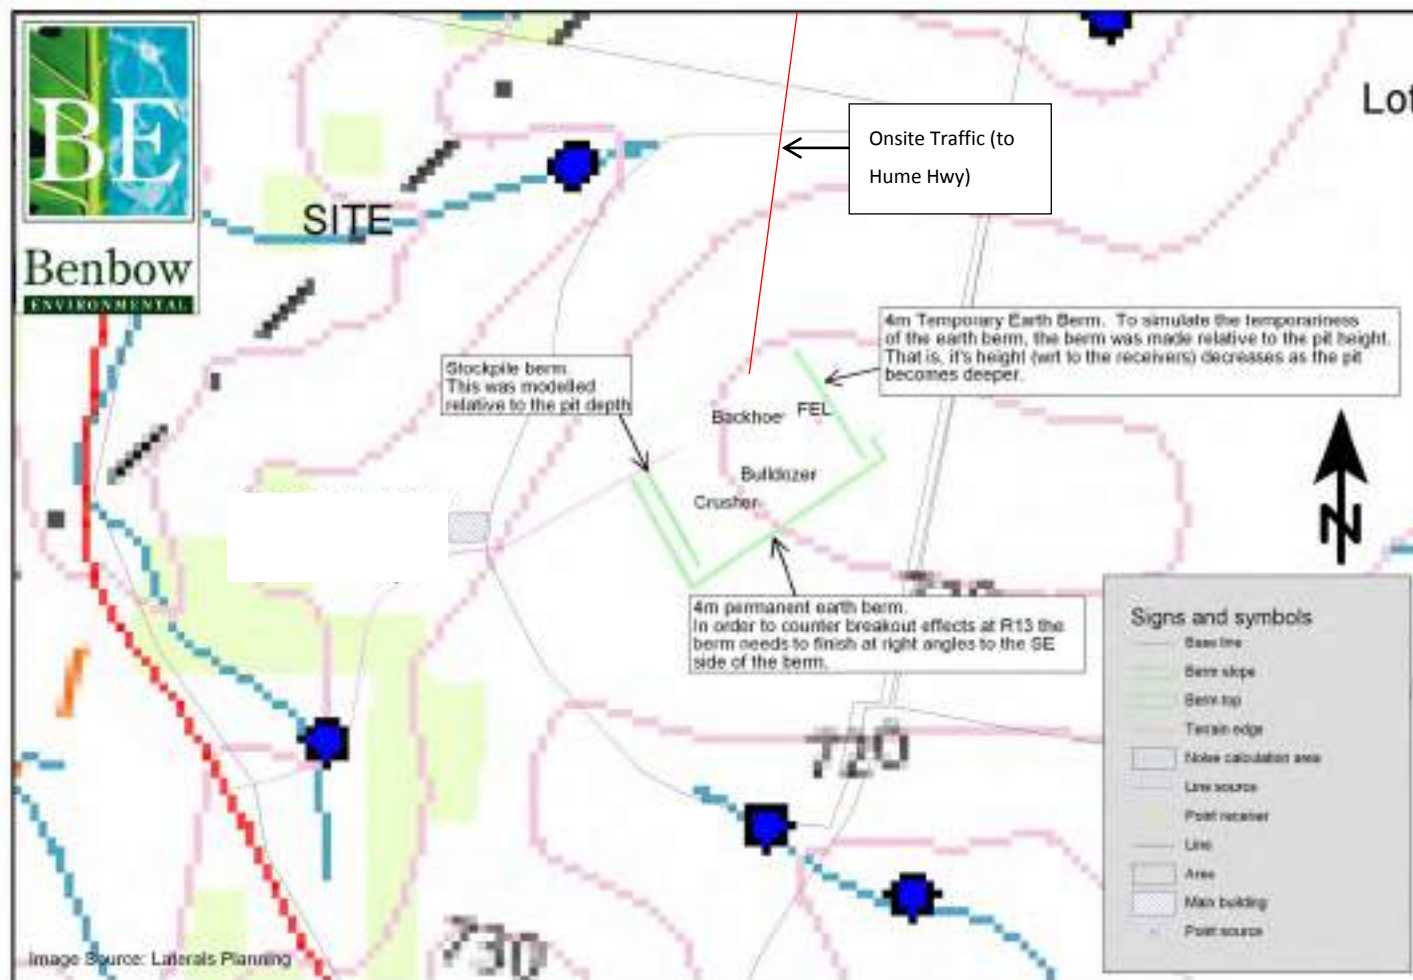 BE
Benbow
ENVIRONMENTAL
Lot
Onsite Traffic (to
Hume Hwy)
SITE
4m Temporary Earth Berm. To simulate the temporariness
of the earth berm, the berm was made relative to the pit height.
That is, it's height (wrt to the receivers) decreases as the pit
becomes deeper.
Stockpile berm.
This was modelled
relative to the pit depth
Backhoe
FEL
Bulldozer
Crusher
N
4m permanent earth berm.
In order to counter breakout effects at R13 the
berm needs to finish at right angles to the SE
side of the berm.
720
730
Signs and symbols
Base line
Berm slope
Berm top
Terrain edge
Noise calculation area
Line source
Point receiver
Line
Area
Main building
Point source
Image Source: Laterals Planning